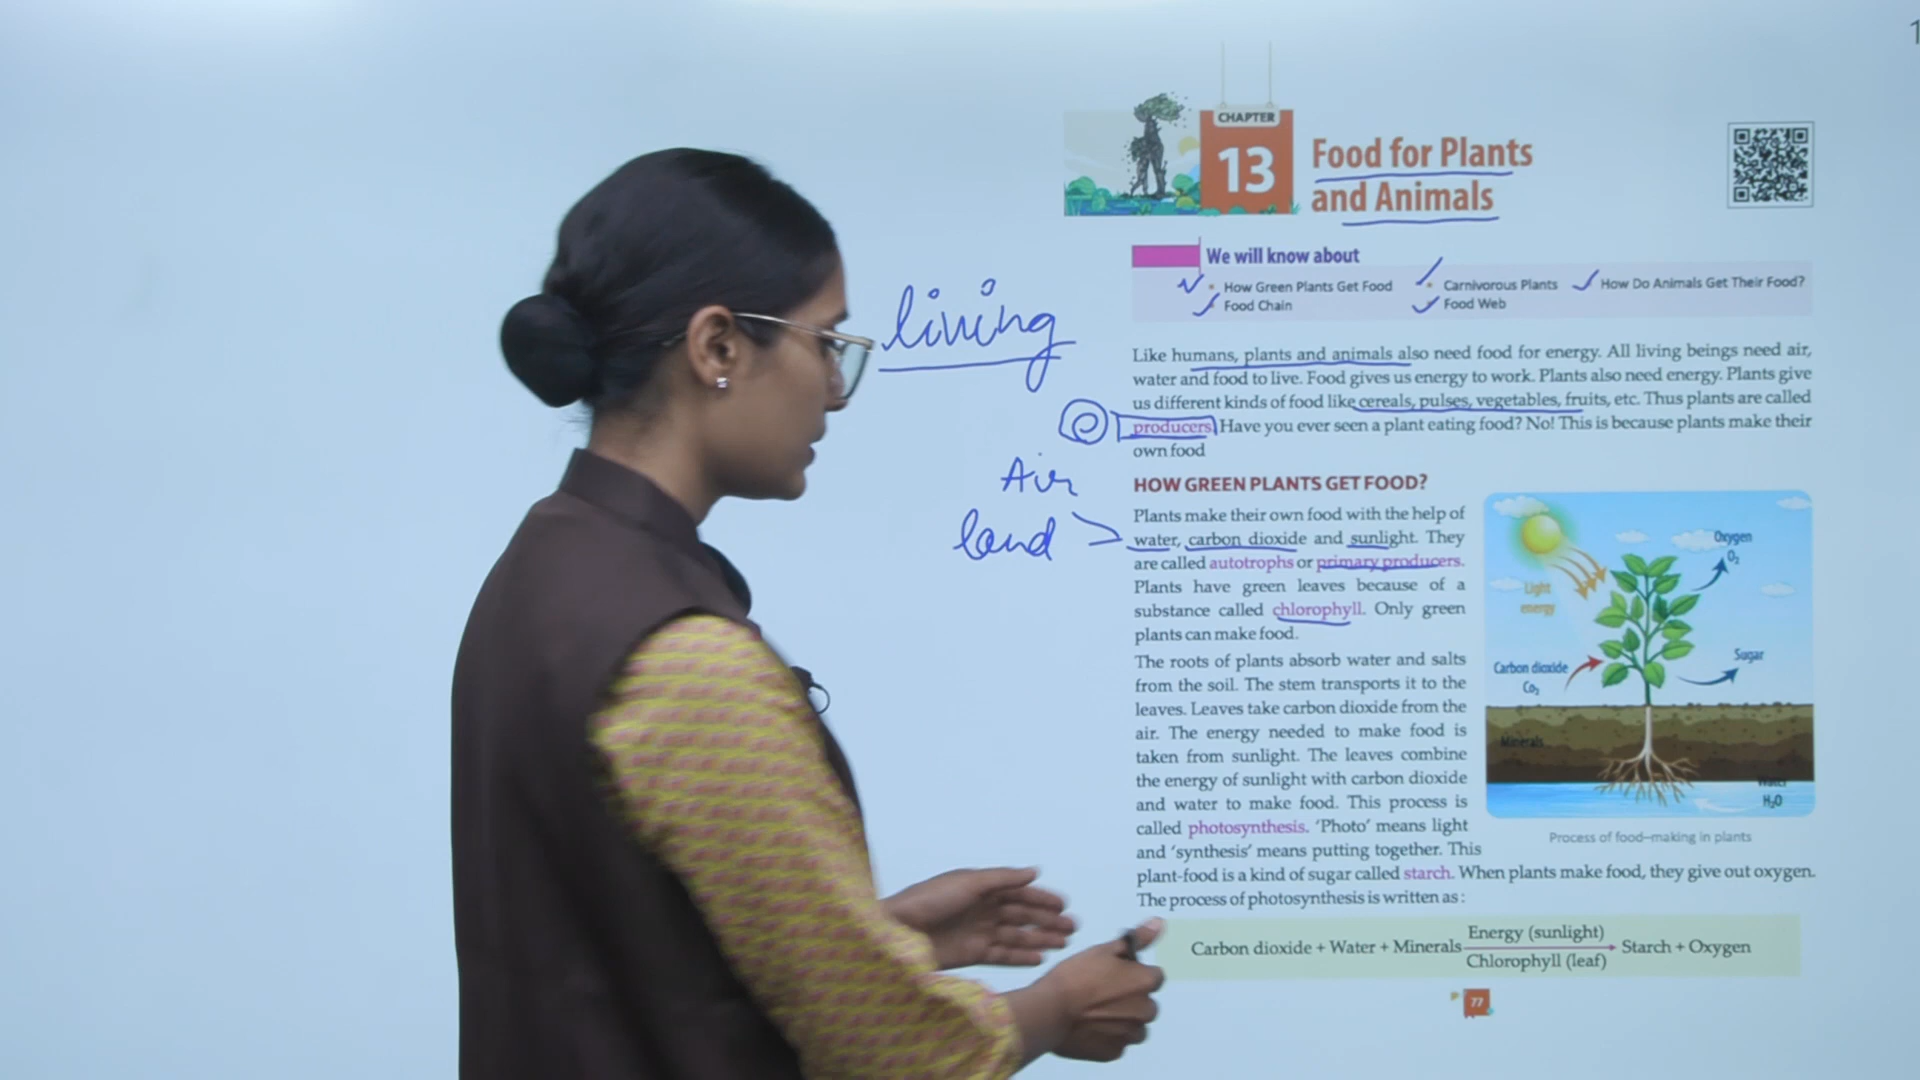 1
CHAPTER
13
Food for Plants
and Animals
We will know about
How Green Plants Get Food
Carnivorous Plants
How Do Animals Get Their Food?
Food Chain
Food Web
living
Like humans, plants and animals also need food for energy. All living beings need air,
water and food to live. Food gives us energy to work. Plants also need energy. Plants give
us different kinds of food like cereals, pulses, vegetables, fruits, etc. Thus plants are called
producers. Have you ever seen a plant eating food? No! This is because plants make their
own food
Air
land
HOW GREEN PLANTS GET FOOD?
Plants make their own food with the help of
water, carbon dioxide and sunlight. They
are called autotrophs or primary producers.
Plants have green leaves because of a
substance called chlorophyll. Only green
plants can make food.
The roots of plants absorb water and salts
from the soil. The stem transports it to the
leaves. Leaves take carbon dioxide from the
air. The energy needed to make food is
taken from sunlight. The leaves combine
the energy of sunlight with carbon dioxide
and water to make food. This process is
called photosynthesis. 'Photo' means light
and 'synthesis' means putting together. This
plant-food is a kind of sugar called starch. When plants make food, they give out oxygen.
The process of photosynthesis is written as :
Oxygen
O2
Light
energy
Carbon dioxide
Co2
Sugar
Minerals
Water
H2O
Process of food–making in plants
Energy (sunlight)
Carbon dioxide + Water + Minerals Starch + Oxygen
Chlorophyll (leaf)
77